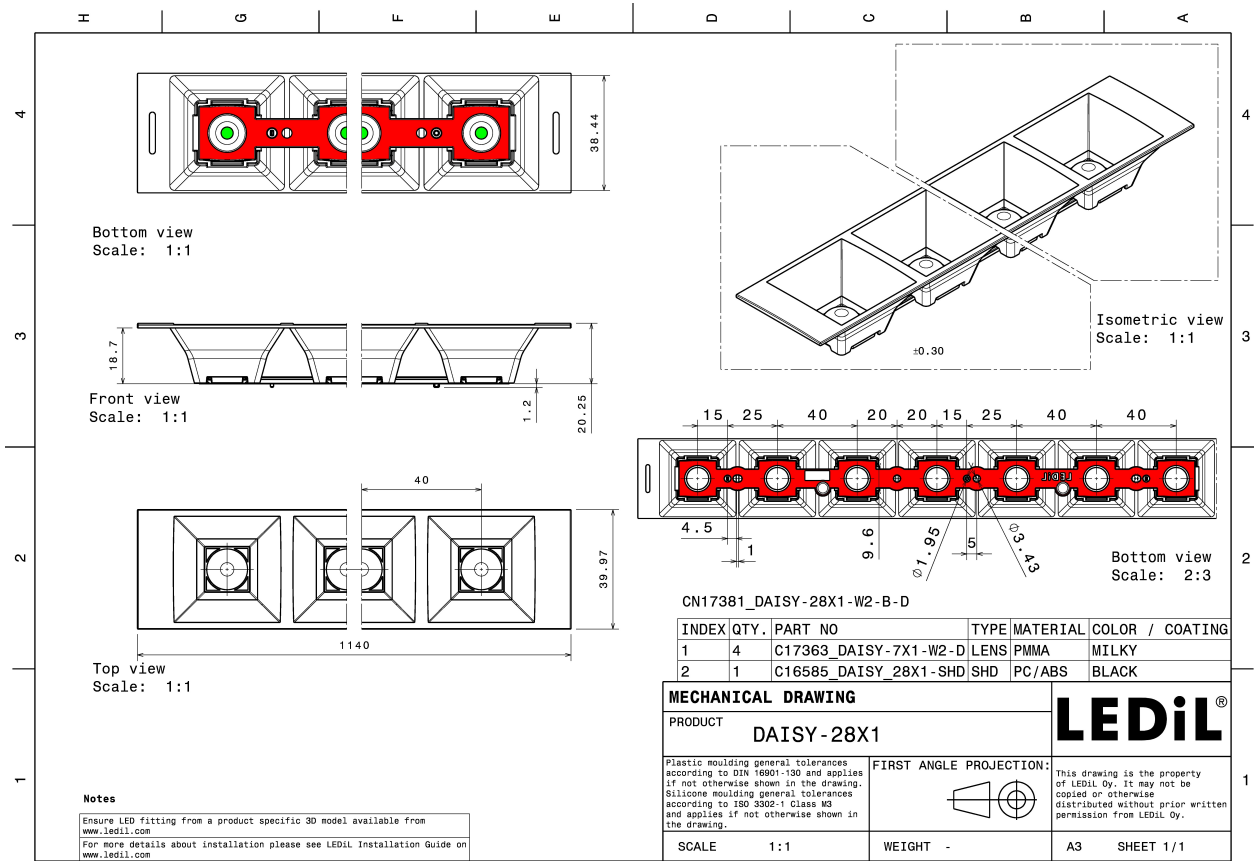 H G F E D C B A
4 4
38.44
Bottom view
Scale: 1:1
3 3
Isometric view
Scale: 1:1
±0.30
18.7
Front view
Scale: 1:1
1.2
20.25
15 25 40 20 20 15 25 40 40
LEDiL
4.5
1
9.6
∅1.95
5
∅3.43
Bottom view
Scale: 2:3
2 2
40
39.97
1140
Top view
Scale: 1:1
CN17381_DAISY-28X1-W2-B-D
INDEX QTY. PART NO TYPE MATERIAL COLOR / COATING
1 4 C17363_DAISY-7X1-W2-D LENS PMMA MILKY
2 1 C16585_DAISY_28X1-SHD SHD PC/ABS BLACK
MECHANICAL DRAWING
PRODUCT
DAISY-28X1
LEDiL®
Plastic moulding general tolerances
according to DIN 16901-130 and applies
if not otherwise shown in the drawing.
Silicone moulding general tolerances
according to ISO 3302-1 Class M3
and applies if not otherwise shown in
the drawing.
FIRST ANGLE PROJECTION:
This drawing is the property
of LEDiL Oy. It may not be
copied or otherwise
distributed without prior written
permission from LEDiL Oy.
1 1
SCALE 1:1
WEIGHT -
A3 SHEET 1/1
Notes
Ensure LED fitting from a product specific 3D model available from
www.ledil.com
For more details about installation please see LEDiL Installation Guide on
www.ledil.com